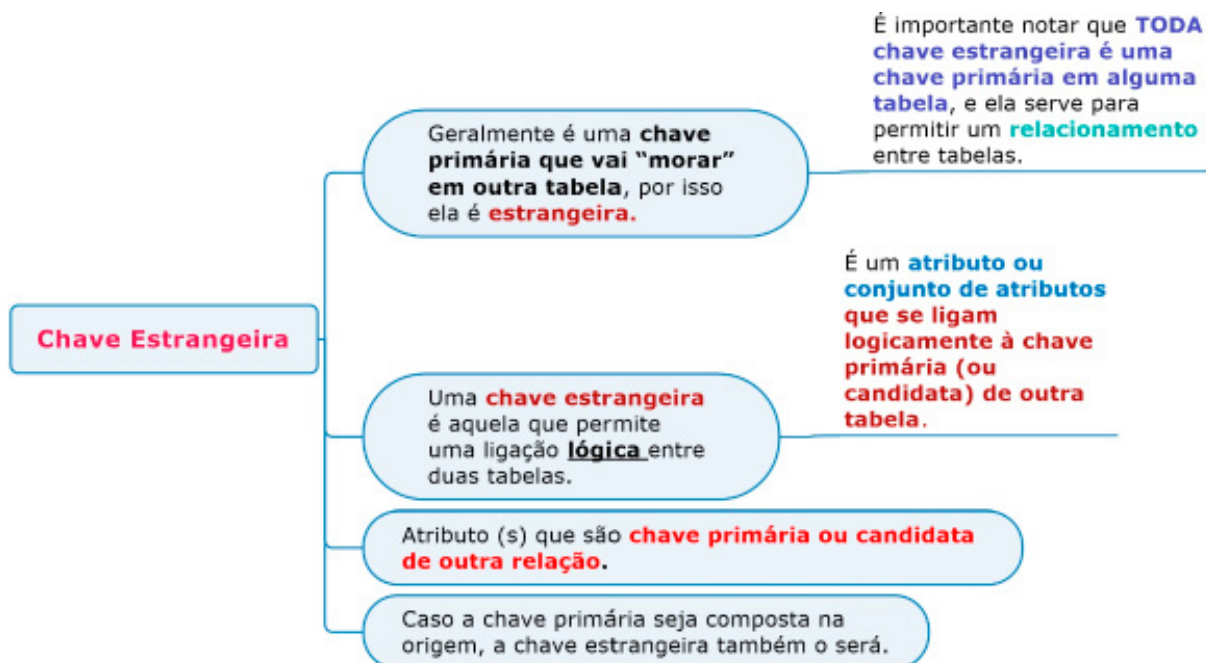 É importante notar que TODA
chave estrangeira é uma
chave primária em alguma
tabela, e ela serve para
permitir um relacionamento
entre tabelas.
Geralmente é uma chave
primária que vai “morar”
em outra tabela, por isso
ela é estrangeira.
É um atributo ou
conjunto de atributos
que se ligam
logicamente à chave
primária (ou
candidata) de outra
tabela.
Chave Estrangeira
Uma chave estrangeira
é aquela que permite
uma ligação lógica entre
duas tabelas.
Atributo (s) que são chave primária ou candidata
de outra relação.
Caso a chave primária seja composta na
origem, a chave estrangeira também o será.